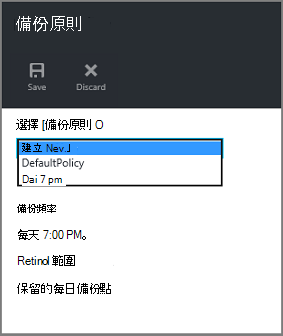 備份原則
Save Discard
選擇 [備份原則 O
建立 Nev.J
DefaultPolicy
Dai 7 pm
備份頻率
每天 7:00 PM。
Retinol 範圍
保留的每日備份點